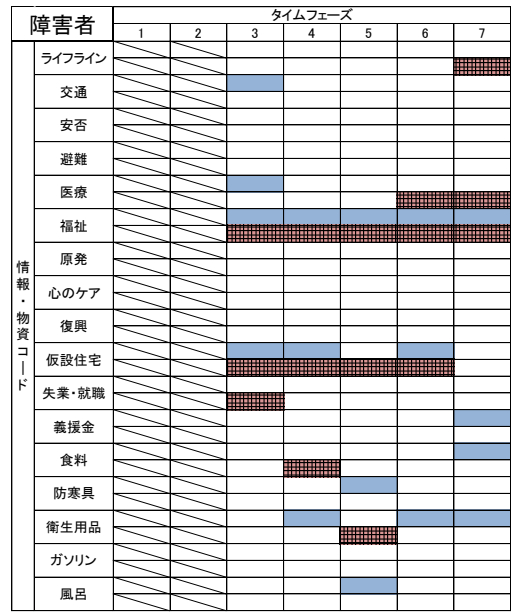 障害者
タイムフェーズ
1 2 3 4 5 6 7
情報・物資コード
ライフライン
交通
安否
避難
医療
福祉
原発
心のケア
復興
仮設住宅
失業・就職
義援金
食料
防寒具
衛生用品
ガソリン
風呂